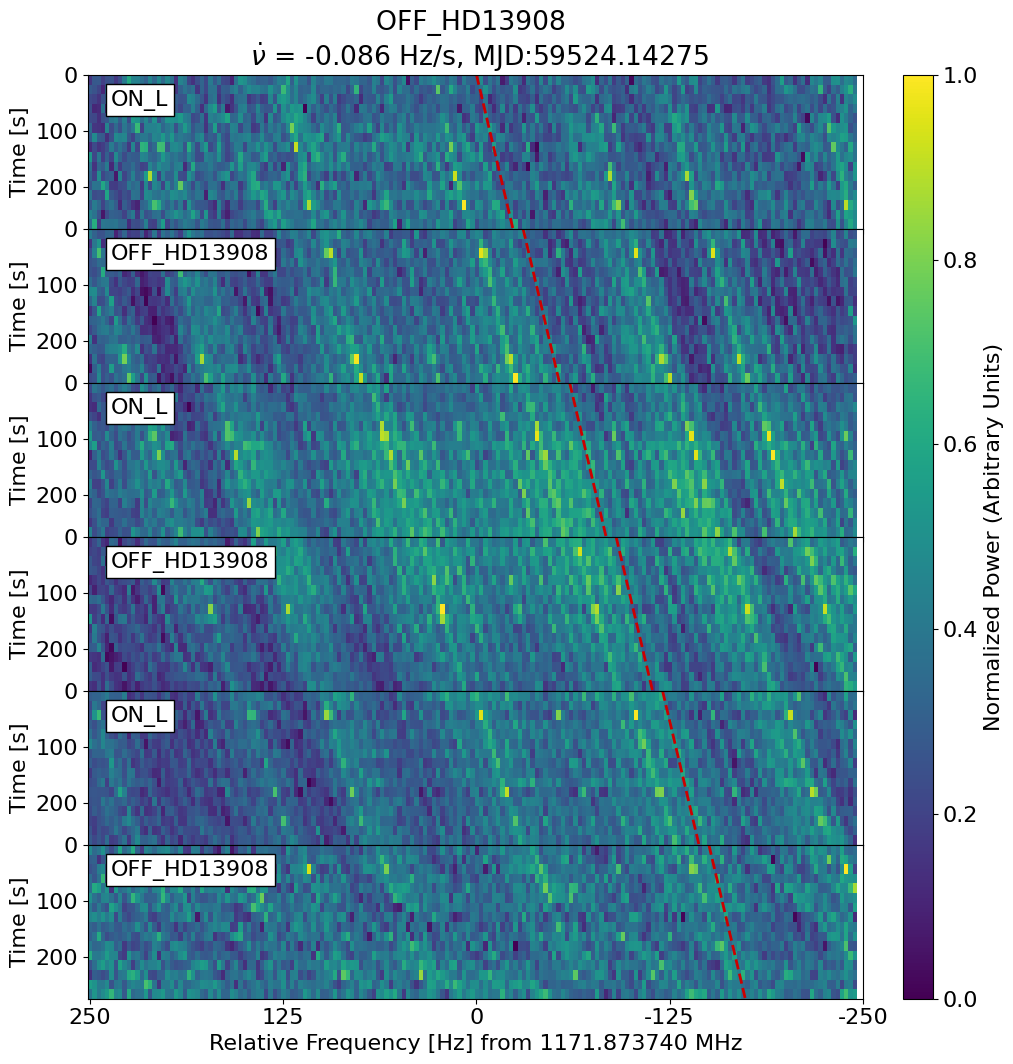 OFF_HD13908
ν̇ = -0.086 Hz/s, MJD:59524.14275
0
100
200
Time [s]
ON_L
0
100
200
Time [s]
OFF_HD13908
0
100
200
Time [s]
ON_L
0
100
200
Time [s]
OFF_HD13908
0
100
200
Time [s]
ON_L
0
100
200
Time [s]
OFF_HD13908
250 125 0 -125 -250
Relative Frequency [Hz] from 1171.873740 MHz
1.0
0.8
0.6
0.4
0.2
0.0
Normalized Power (Arbitrary Units)